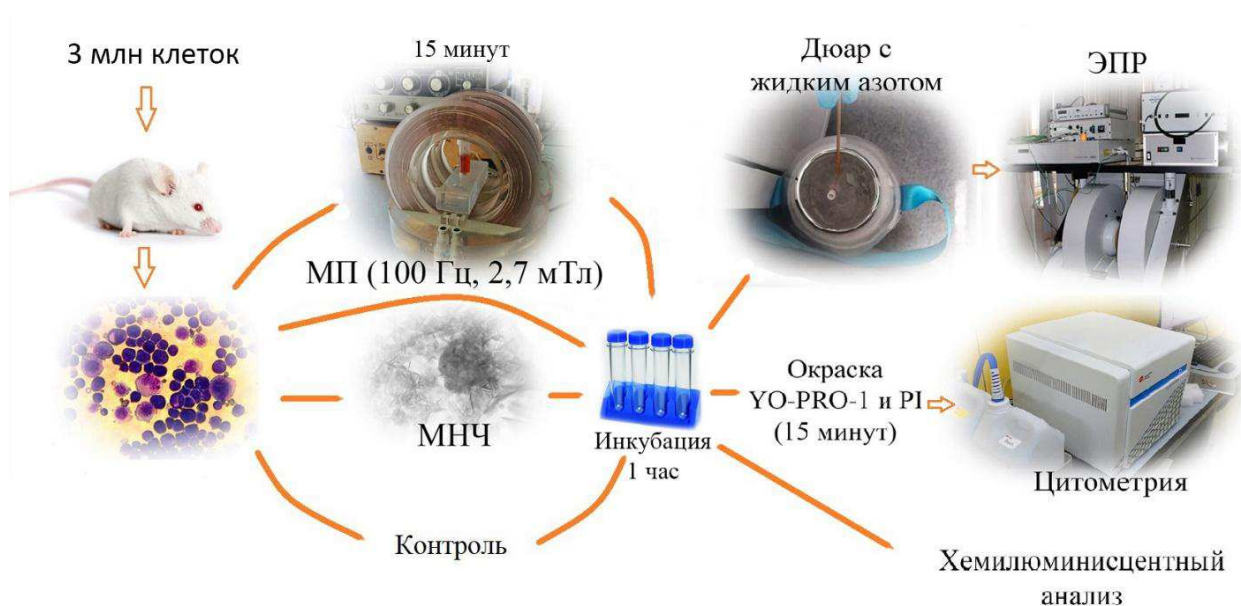 3 млн клеток
15 минут
МП (100 Гц, 2,7 мТл)
МНЧ
Контроль
Инкубация
1 час
Дюар с
жидким азотом
ЭПР
Окраска
YO-PRO-1 и PI
(15 минут)
Цитометрия
Хемилюминисцентный
анализ